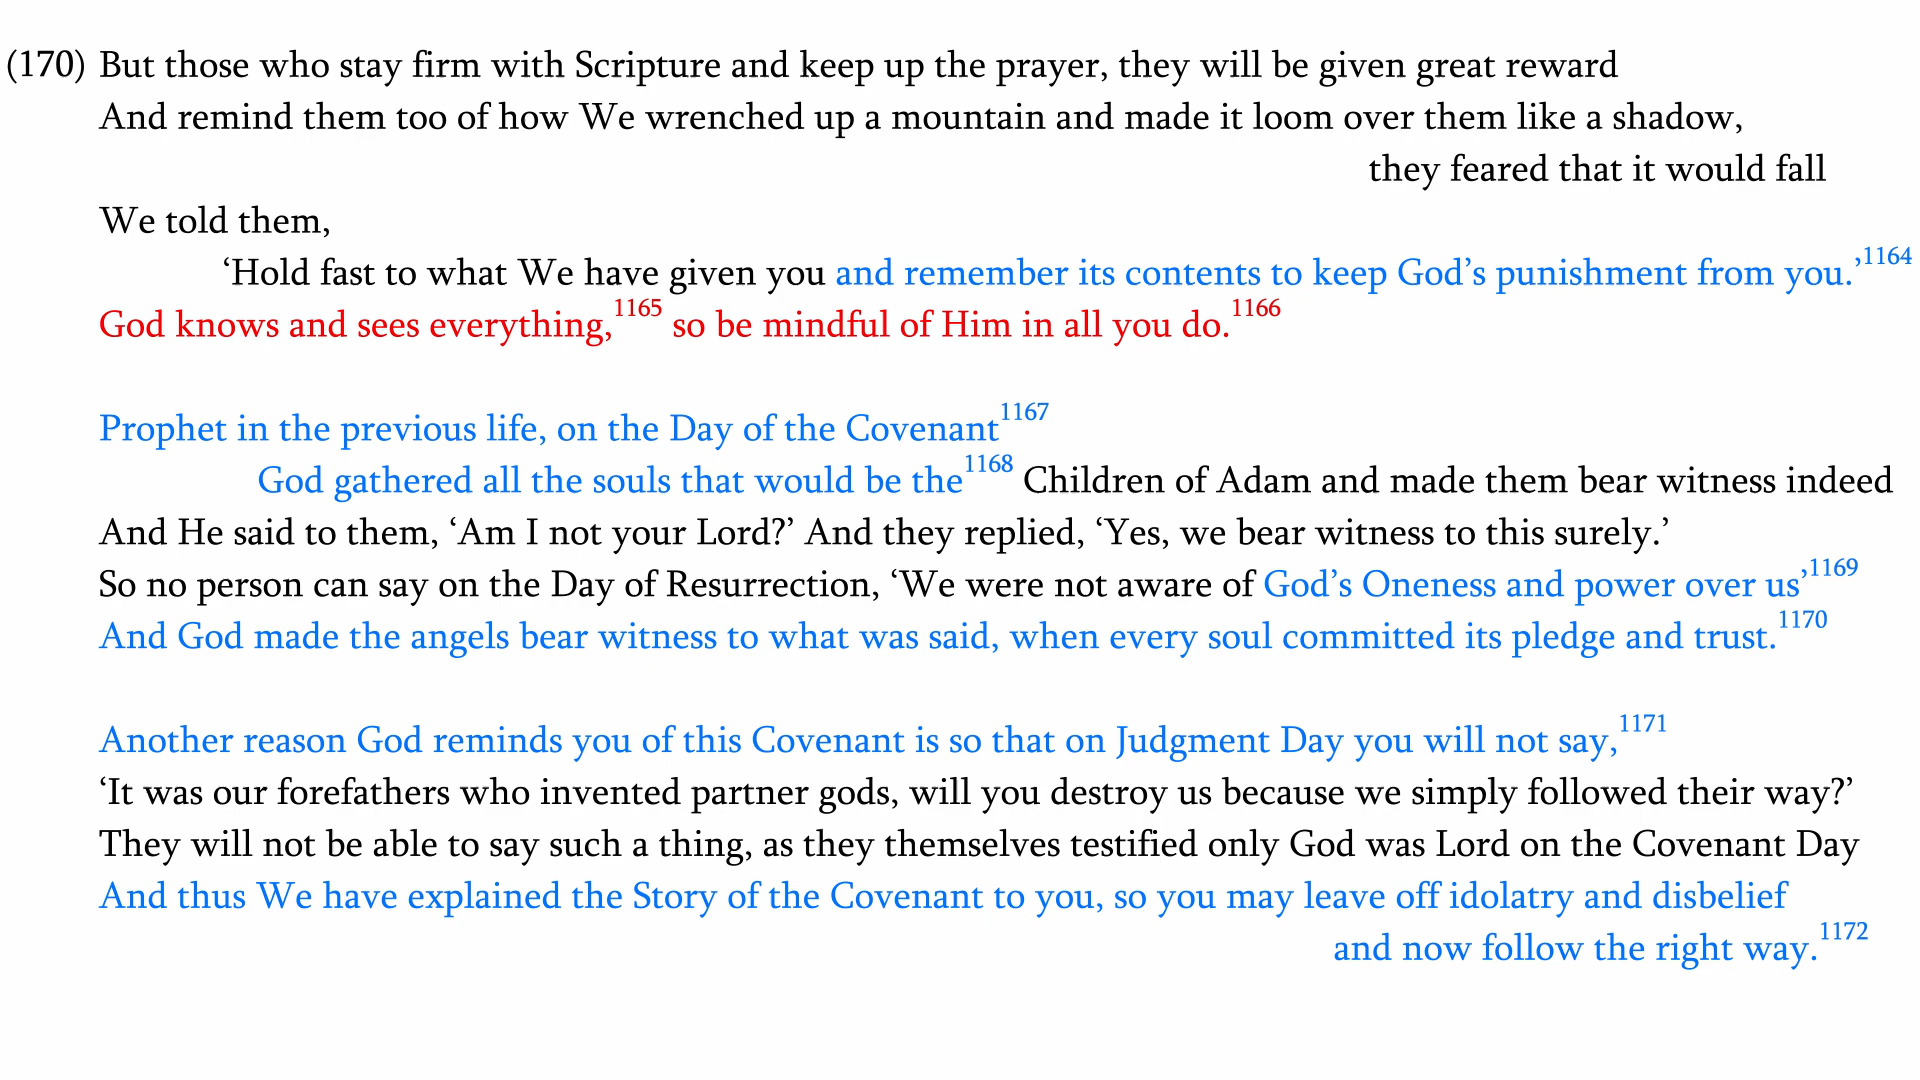 (170) But those who stay firm with Scripture and keep up the prayer, they will be given great reward
And remind them too of how We wrenched up a mountain and made it loom over them like a shadow,
they feared that it would fall
We told them,
‘Hold fast to what We have given you and remember its contents to keep God’s punishment from you.’1164
God knows and sees everything,1165 so be mindful of Him in all you do.1166
Prophet in the previous life, on the Day of the Covenant1167
God gathered all the souls that would be the1168 Children of Adam and made them bear witness indeed
And He said to them, ‘Am I not your Lord?’ And they replied, ‘Yes, we bear witness to this surely.’
So no person can say on the Day of Resurrection, ‘We were not aware of God’s Oneness and power over us’1169
And God made the angels bear witness to what was said, when every soul committed its pledge and trust.1170
Another reason God reminds you of this Covenant is so that on Judgment Day you will not say,1171
‘It was our forefathers who invented partner gods, will you destroy us because we simply followed their way?’
They will not be able to say such a thing, as they themselves testified only God was Lord on the Covenant Day
And thus We have explained the Story of the Covenant to you, so you may leave off idolatry and disbelief
and now follow the right way.1172